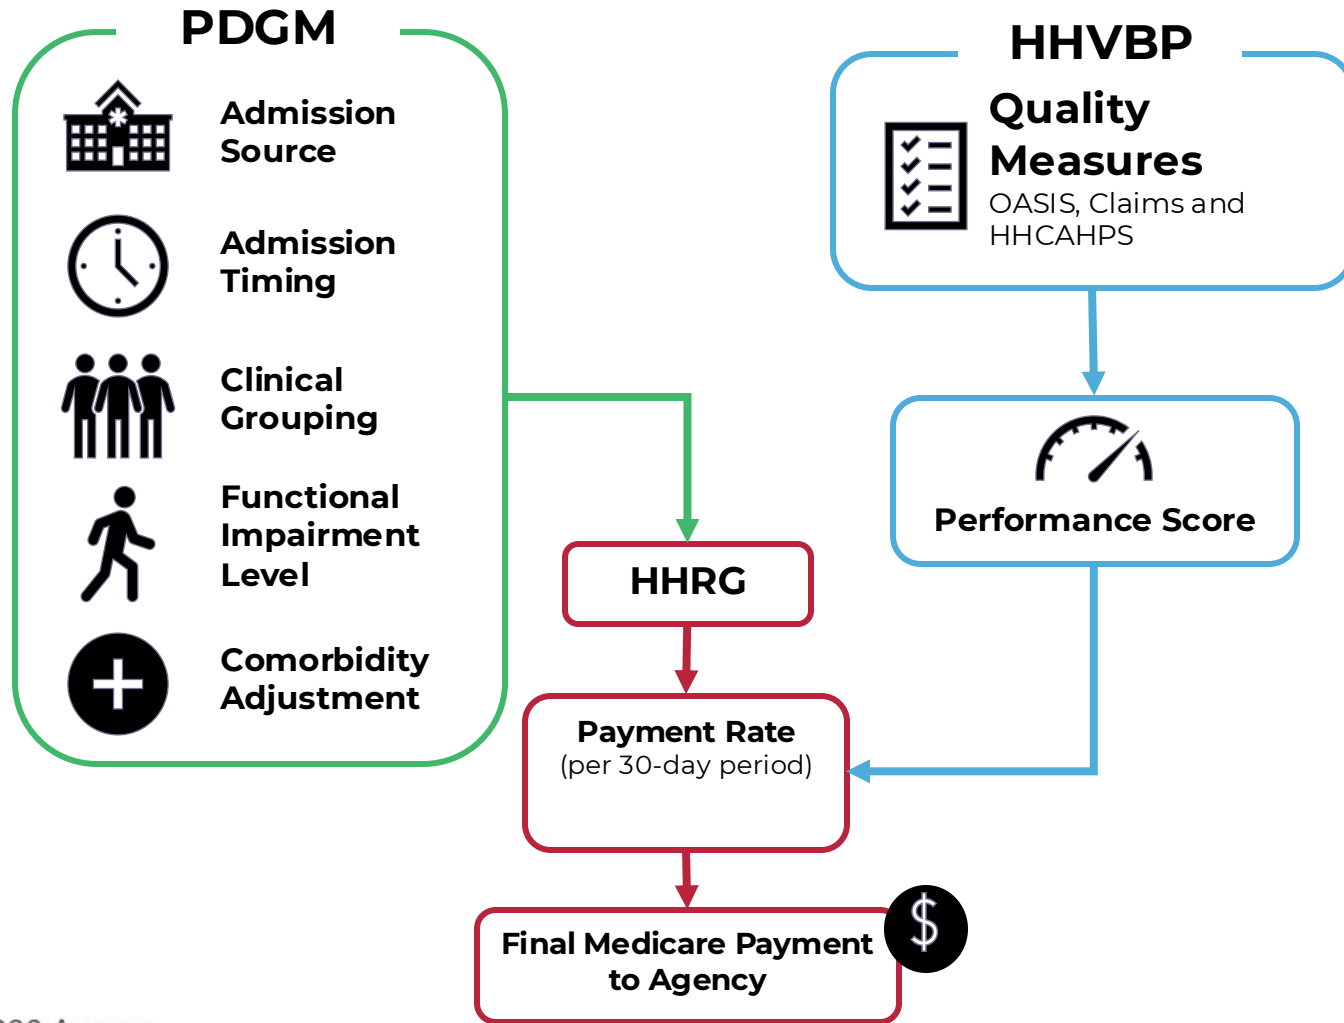 PDGM
Admission
Source
Admission
Timing
Clinical
Grouping
Functional
Impairment
Level
Comorbidity
Adjustment
HHVBP
Quality
Measures
OASIS, Claims and
HHCAHPS
Performance Score
HHRG
Payment Rate
(per 30-day period)
Final Medicare Payment
to Agency
$